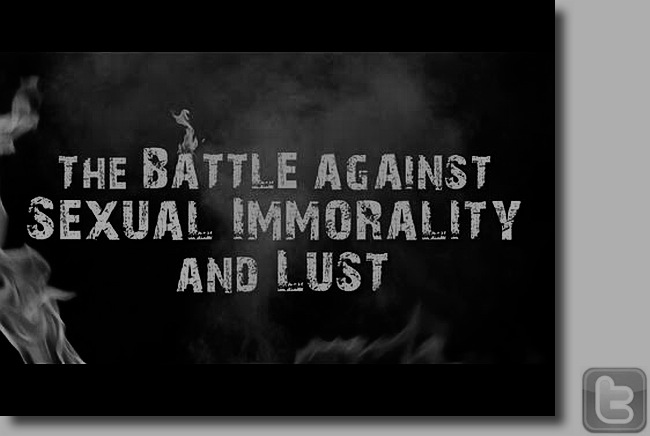 THE BATTLE AGAINST
SEXUAL IMMORALITY
AND LUST